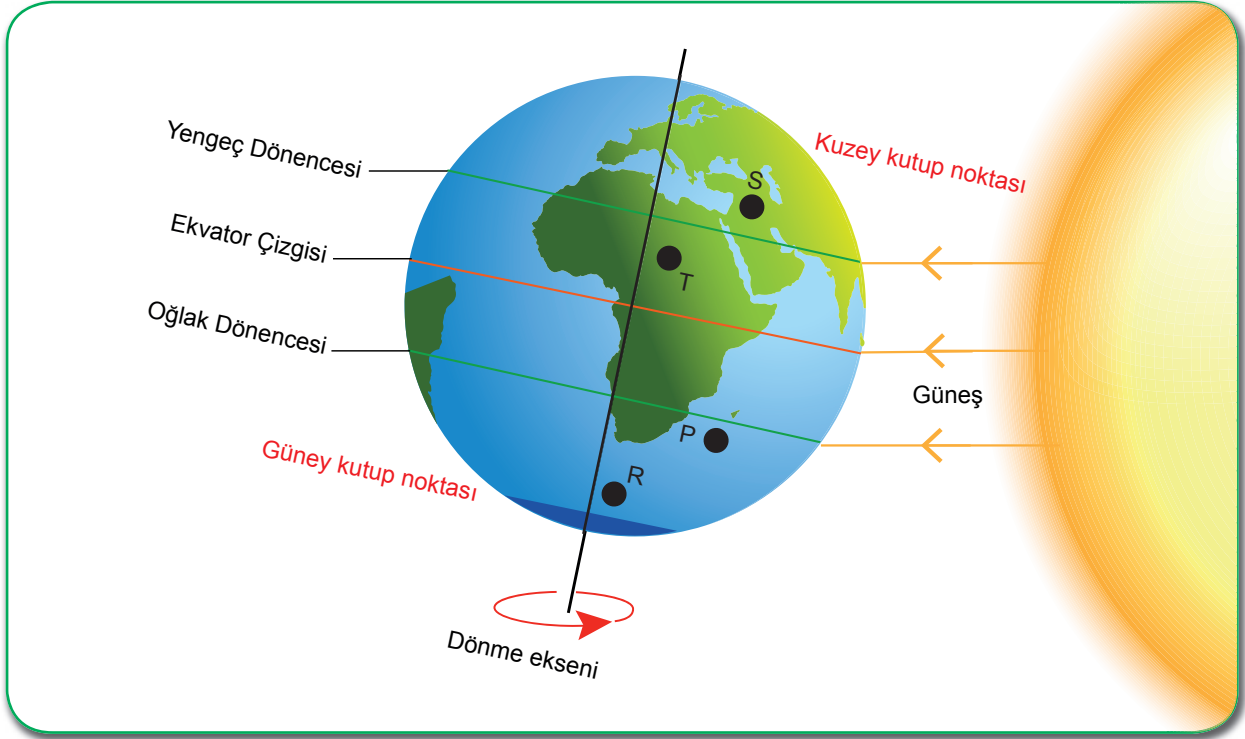 Yengeç Dönencesi
Kuzey kutup noktası
S
Ekvator Çizgisi
T
Oğlak Dönencesi
Güneş
P
Güney kutup noktası
R
Dönme ekseni